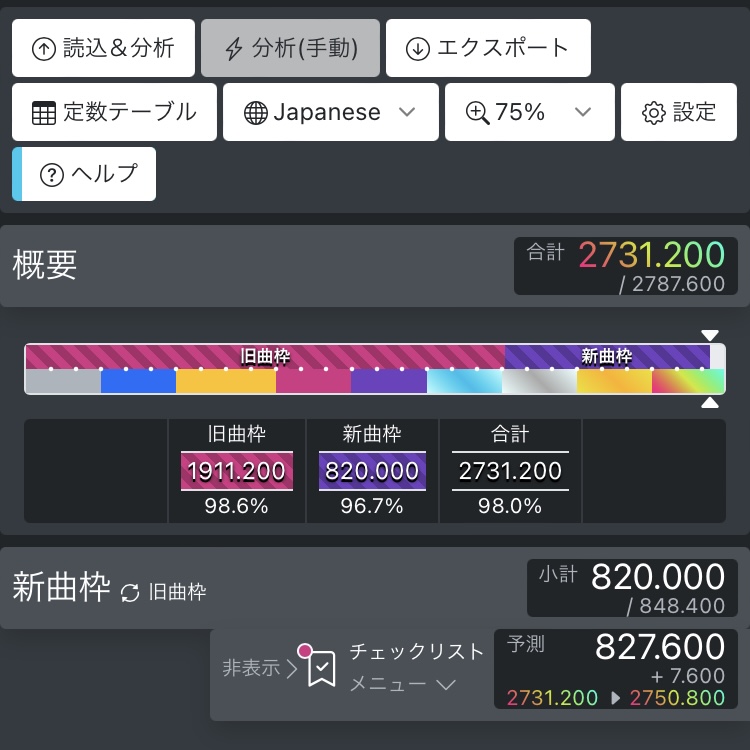 読込&分析 分析(手動) エクスポート
定数テーブル Japanese 75% 設定
ヘルプ
概要 合計 2731.200
/ 2787.600
旧曲枠 新曲枠
旧曲枠 新曲枠 合計
1911.200 820.000 2731.200
98.6% 96.7% 98.0%
新曲枠 旧曲枠 小計 820.000
/ 848.400
非表示 チェックリスト 予測 827.600
メニュー + 7.600
2731.200 2750.800